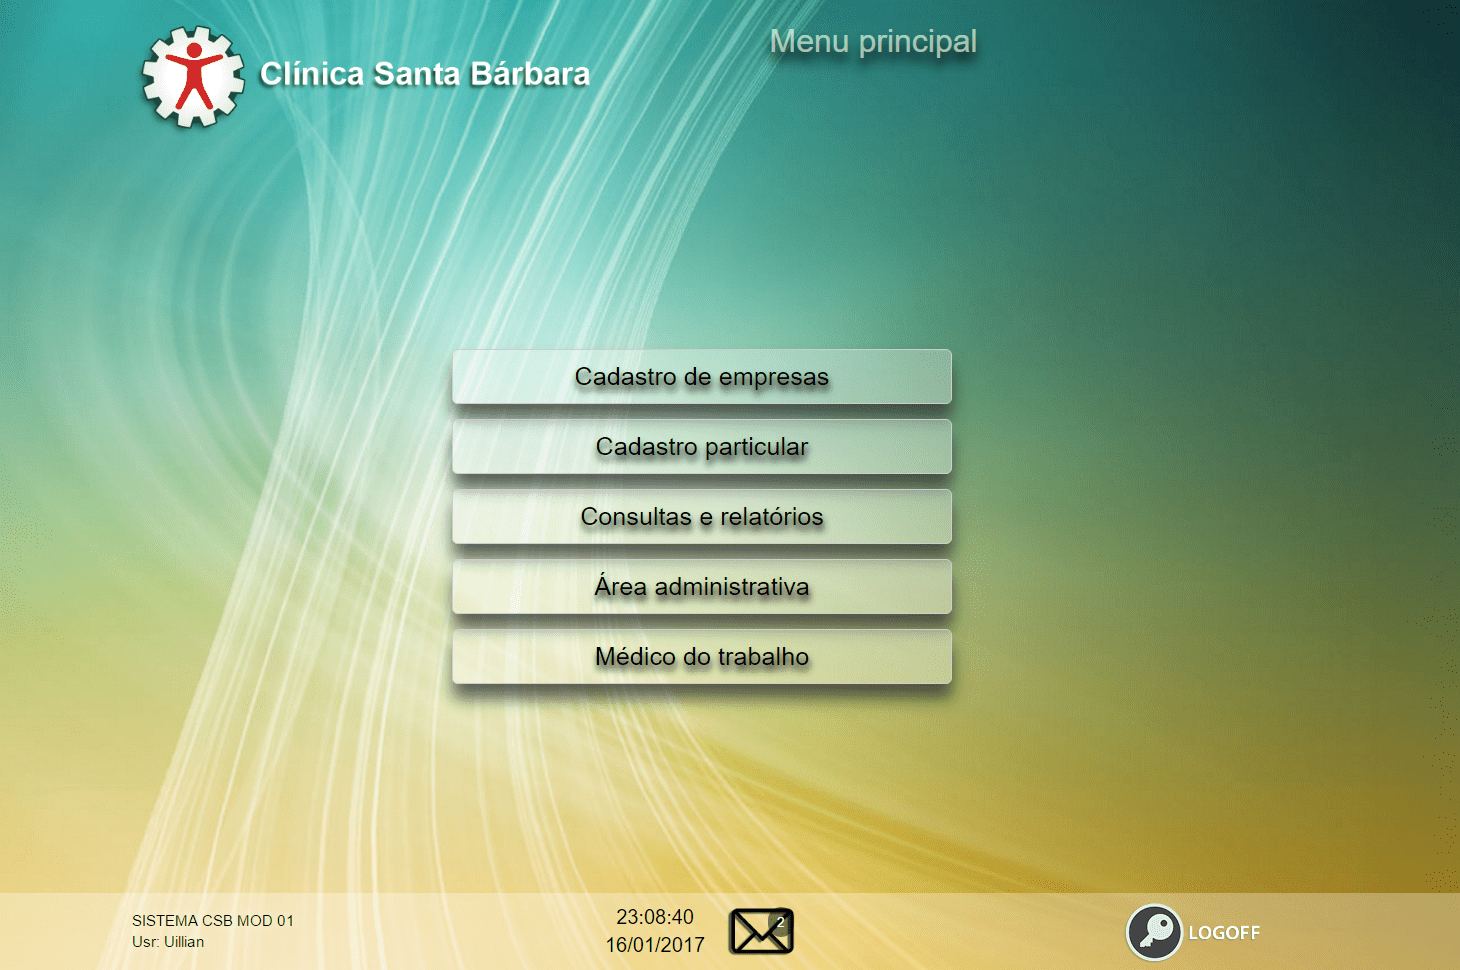 Menu principal
Clínica Santa Bárbara
Cadastro de empresas
Cadastro particular
Consultas e relatórios
Área administrativa
Médico do trabalho
SISTEMA CSB MOD 01
Usr: Uillian
23:08:40
16/01/2017
2
LOGOFF